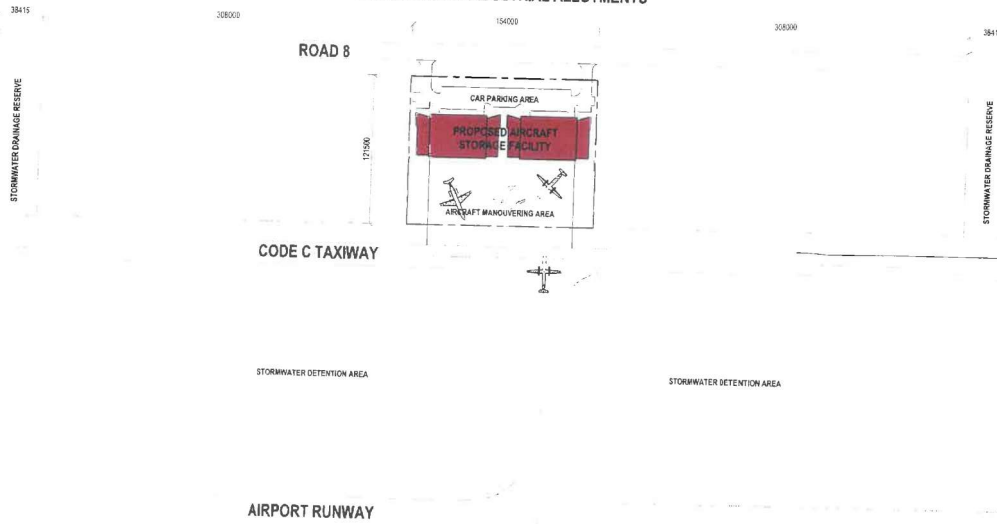 ALLOTMENTS
38415
308000
154000
308000
ROAD 8
STORMWATER DRAINAGE RESERVE
121500
CAR PARKING AREA
PROPOSED AIRCRAFT
STORAGE FACILITY
AIRCRAFT MANOUVERING AREA
STORMWATER DRAINAGE RESERVE
CODE C TAXIWAY
STORMWATER DETENTION AREA
STORMWATER DETENTION AREA
AIRPORT RUNWAY